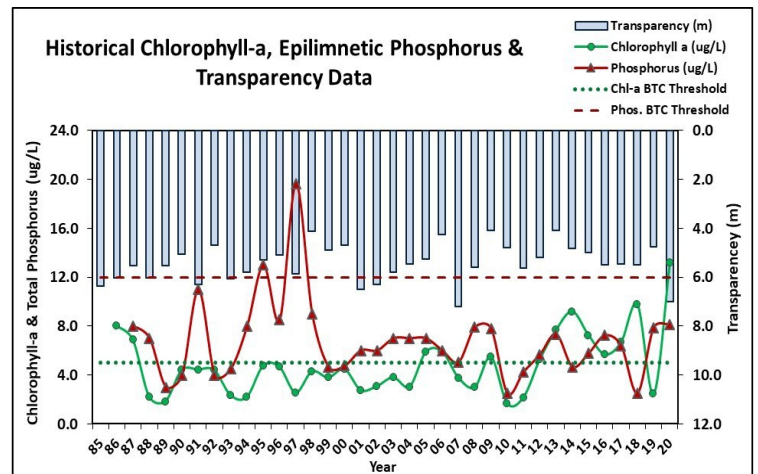 Historical Chlorophyll-a, Epilimnetic Phosphorus &
Transparency Data
Transparency (m)
Chlorophyll a (ug/L)
Phosphorus (ug/L)
Chl-a BTC Threshold
Phos. BTC Threshold
Chlorophyll-a & Total Phosphorus (ug/L)
24.0
20.0
16.0
12.0
8.0
4.0
0.0
0.0
2.0
4.0
6.0
8.0
10.0
12.0
Transparencey (m)
85 86 87 88 89 90 91 92 93 94 95 96 97 98 99 00 01 02 03 04 05 06 07 08 09 10 11 12 13 14 15 16 17 18 19 20
Year